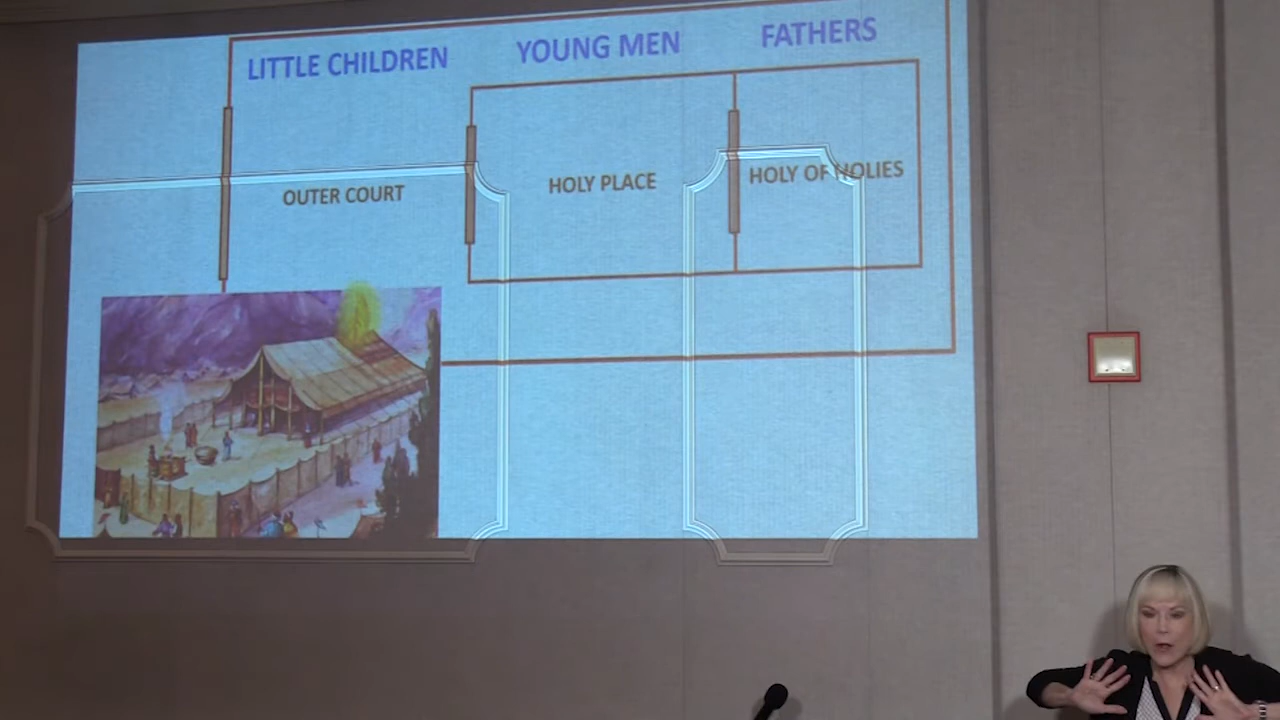 LITTLE CHILDREN
YOUNG MEN
FATHERS
OUTER COURT
HOLY PLACE
HOLY OF HOLIES